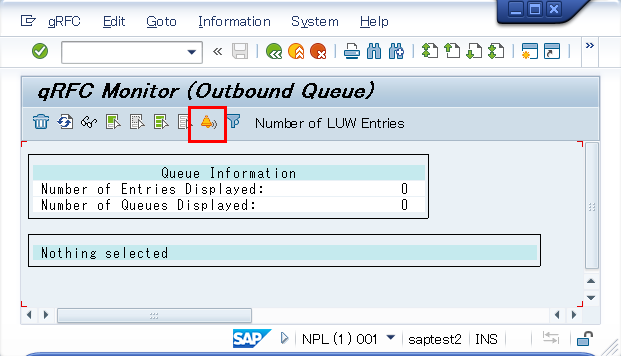 gRFC Edit Goto Information System Help
qRFC Monitor (Outbound Queue)
Number of LUW Entries
Queue Information
Number of Entries Displayed: 0
Number of Queues Displayed: 0
Nothing selected
SAP NPL (1) 001 saptest2 INS